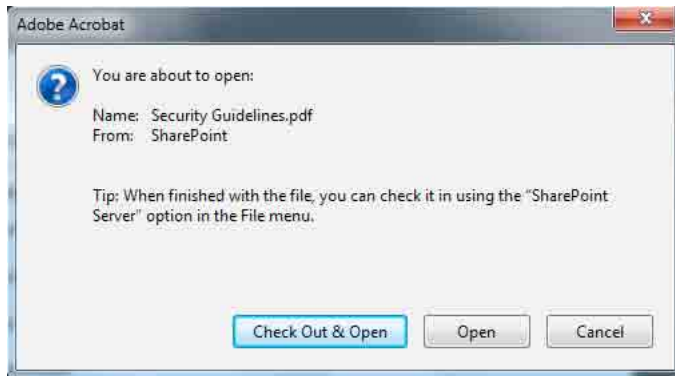 Adobe Acrobat
You are about to open:
Name: Security Guidelines.pdf
From: SharePoint
Tip: When finished with the file, you can check it in using the "SharePoint
Server" option in the File menu.
Check Out & Open Open Cancel